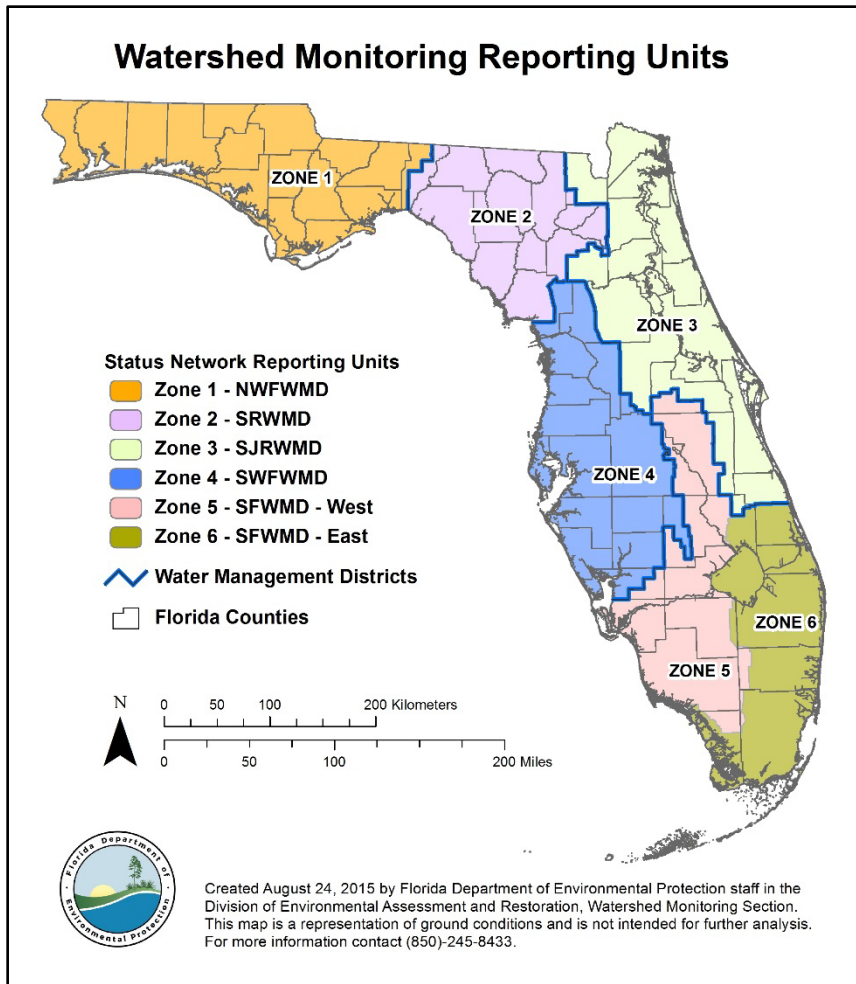 Watershed Monitoring Reporting Units
ZONE 1
ZONE 2
ZONE 3
Status Network Reporting Units
Zone 1 - NWFWMD
Zone 2 - SRWMD
Zone 3 - SJRWMD
Zone 4 - SWFWMD
Zone 5 - SFWMD - West
Zone 6 - SFWMD - East
Water Management Districts
Florida Counties
ZONE 4
ZONE 6
ZONE 5
N
0 50 100 200 Kilometers
0 50 100 200 Miles
Florida Department of
Environmental Protection
Created August 24, 2015 by Florida Department of Environmental Protection staff in the
Division of Environmental Assessment and Restoration, Watershed Monitoring Section.
This map is a representation of ground conditions and is not intended for further analysis.
For more information contact (850)-245-8433.